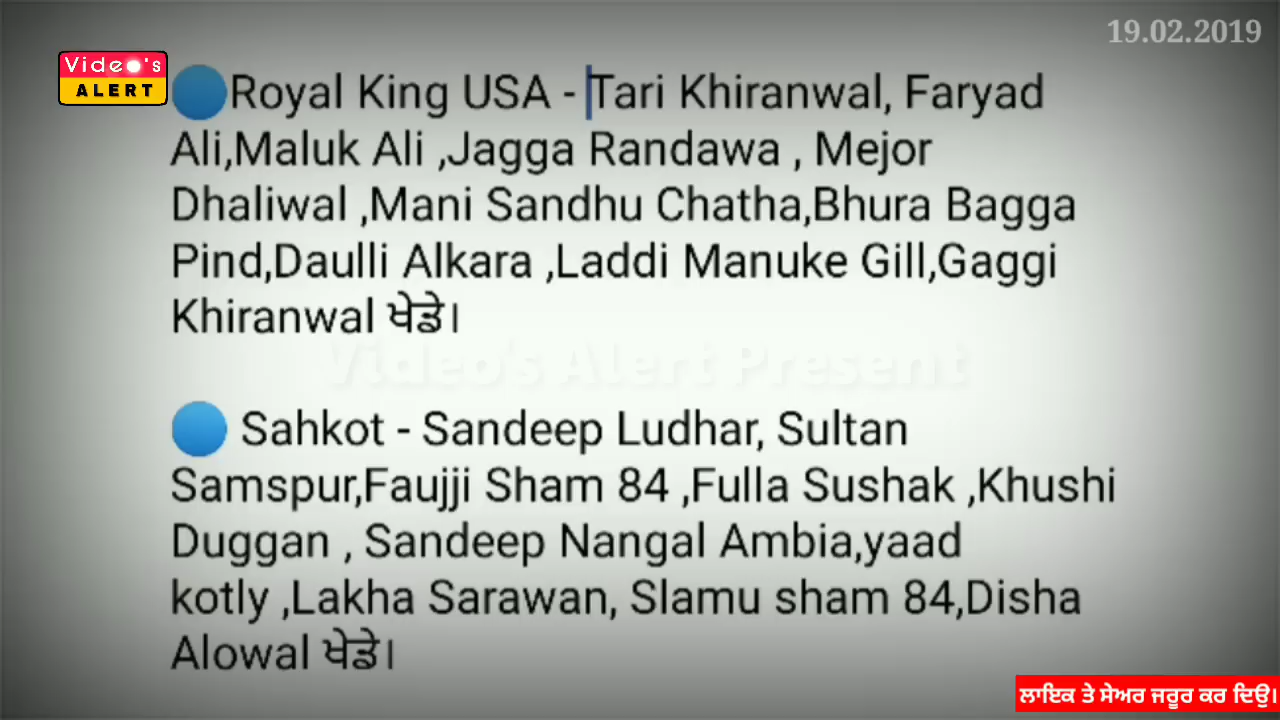 19.02.2019
Video's
ALERT
Royal King USA - Tari Khiranwal, Faryad
Ali,Maluk Ali ,Jagga Randawa , Mejor
Dhaliwal ,Mani Sandhu Chatha,Bhura Bagga
Pind,Daulli Alkara ,Laddi Manuke Gill,Gaggi
Khiranwal ਖੇਡੇ।
Video's Alert Present
Sahkot - Sandeep Ludhar, Sultan
Samspur,Faujji Sham 84 ,Fulla Sushak ,Khushi
Duggan , Sandeep Nangal Ambia,yaad
kotly ,Lakha Sarawan, Slamu sham 84,Disha
Alowal ਖੇਡੇ।
ਲਾਇਕ ਤੇ ਸੇਅਰ ਜਰੂਰ ਕਰ ਦਿਉ।